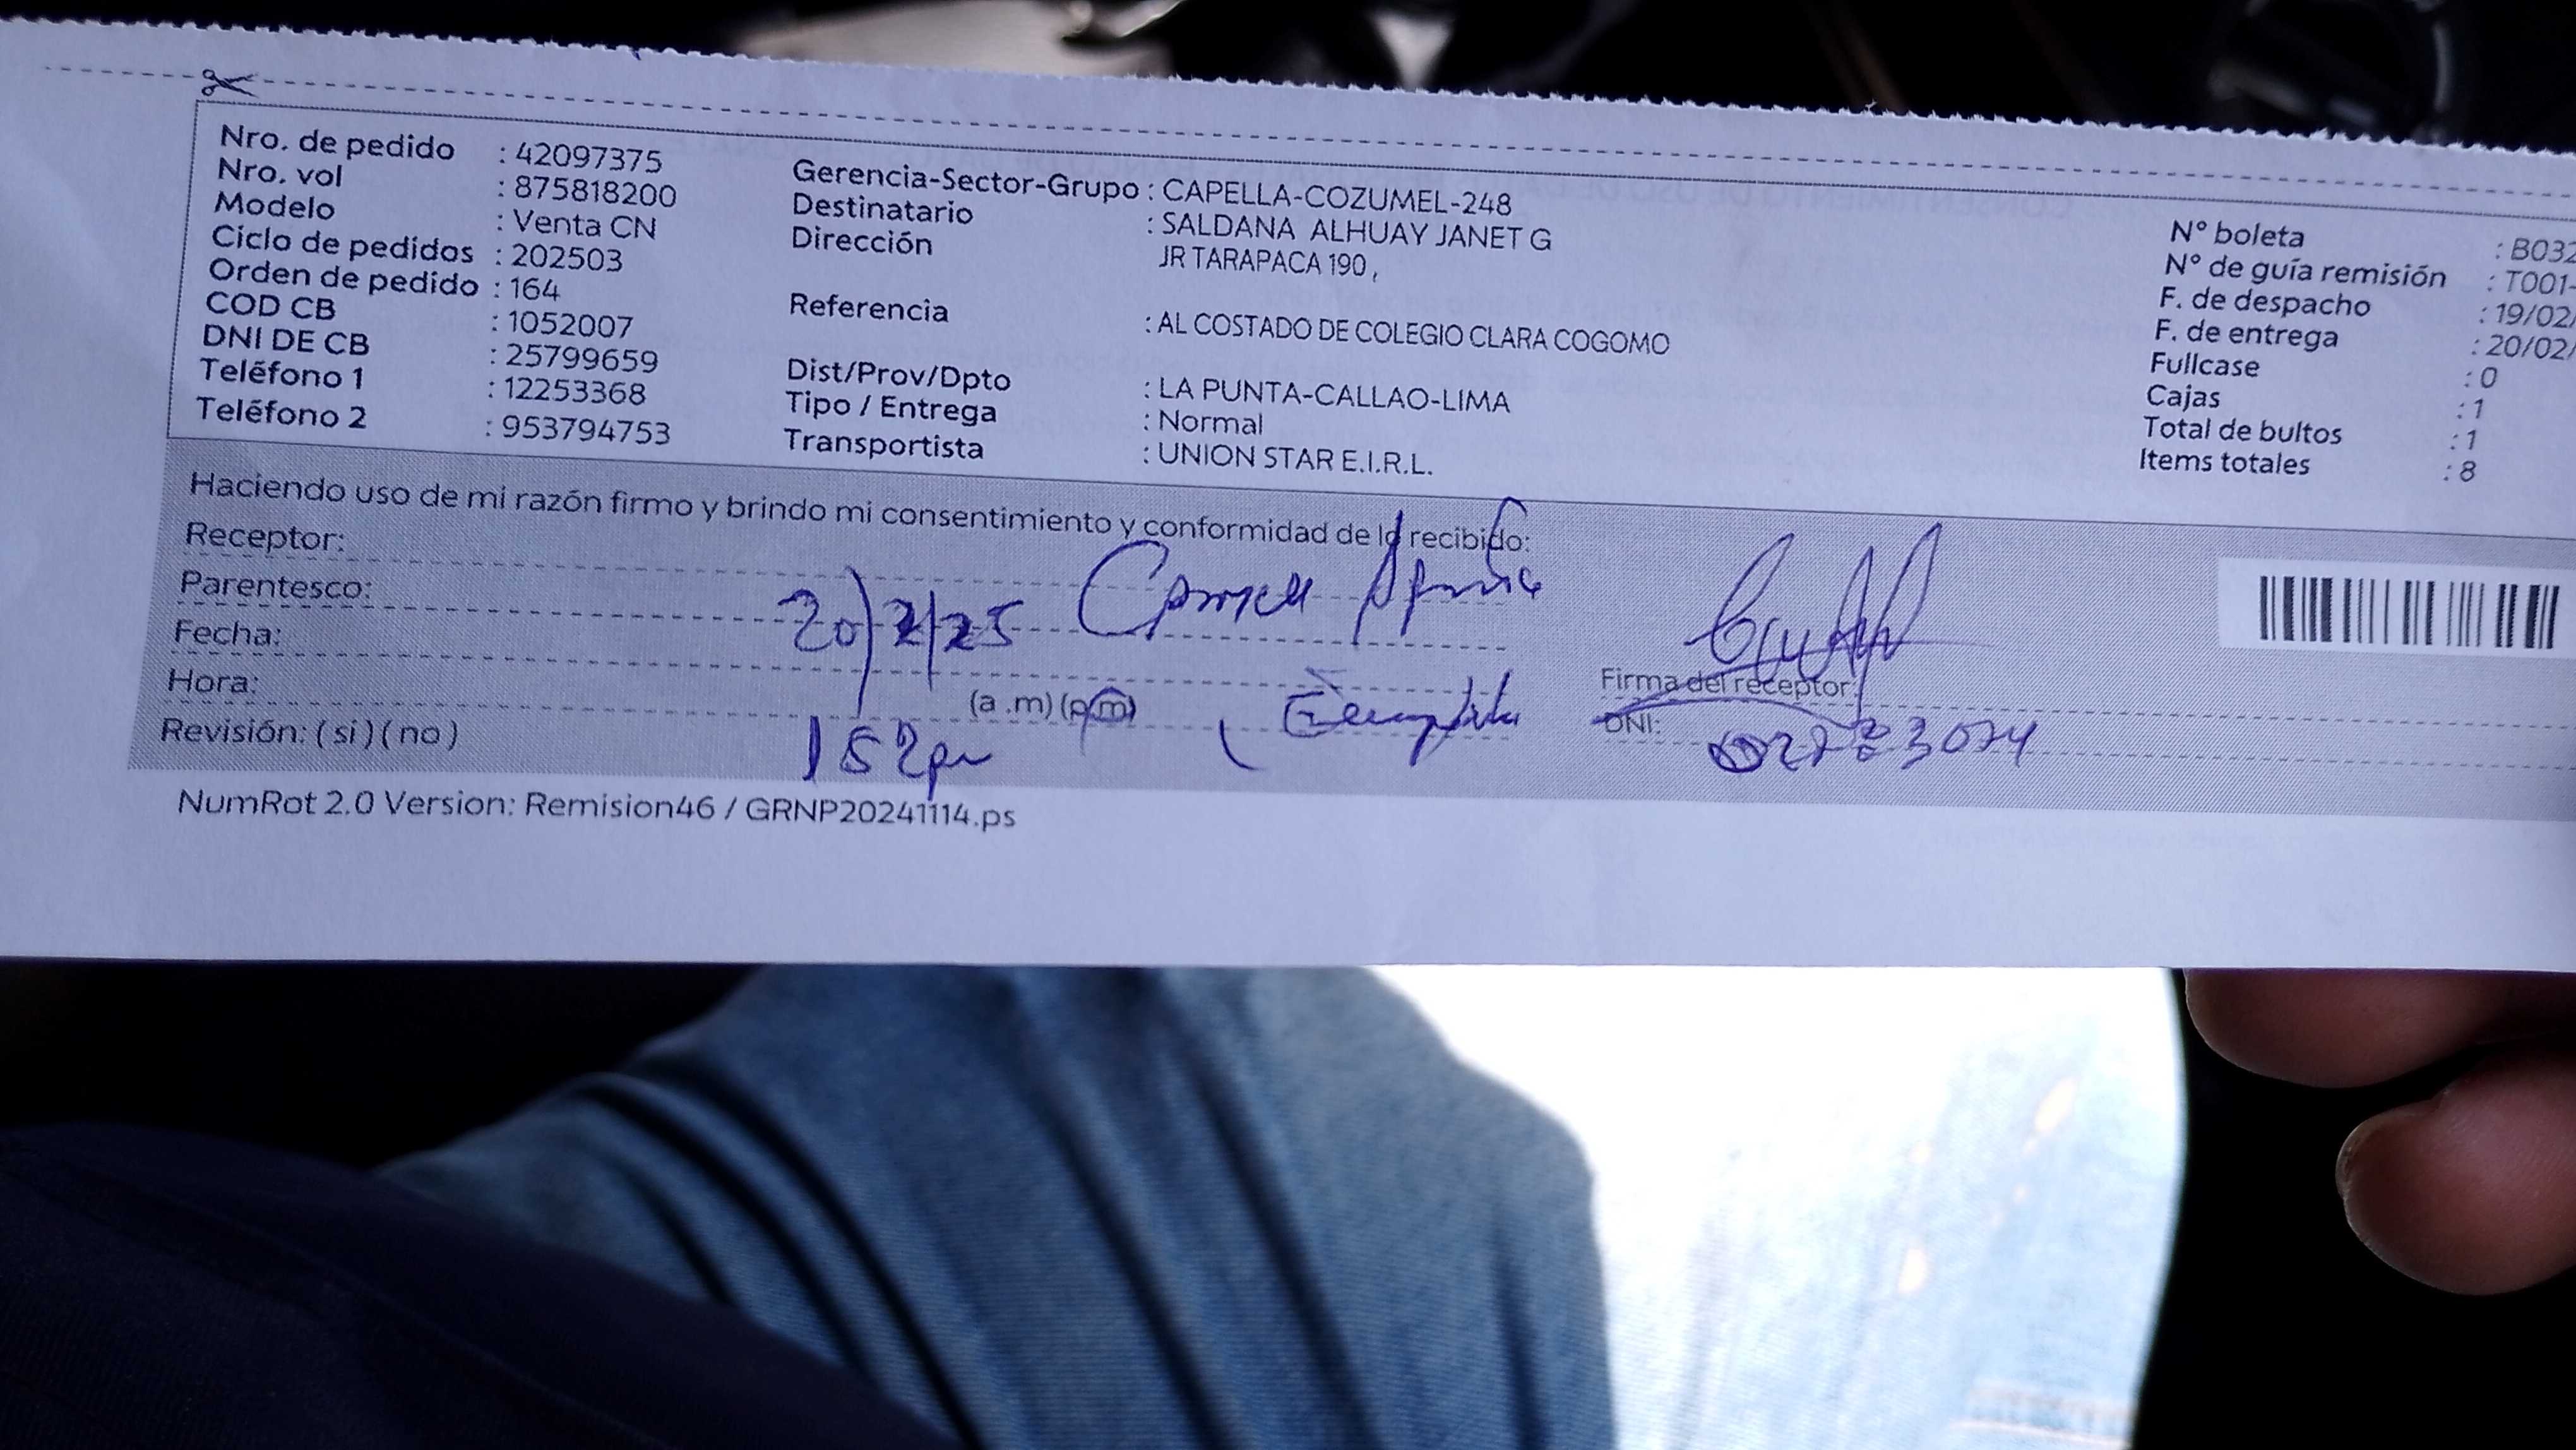 Nro. de pedido : 42097375
Nro. vol : 875818200
Modelo : Venta CN
Ciclo de pedidos : 202503
Orden de pedido : 164
COD CB : 1052007
DNI DE CB : 25799659
Teléfono 1 : 12253368
Teléfono 2 : 953794753
Gerencia-Sector-Grupo : CAPELLA-COZUMEL-248
Destinatario : SALDANA ALHUAY JANET G
Dirección JR TARAPACA 190 ,
Referencia : AL COSTADO DE COLEGIO CLARA COGOMO
Dist/Prov/Dpto : LA PUNTA-CALLAO-LIMA
Tipo / Entrega : Normal
Transportista : UNION STAR E.I.R.L.
N° boleta : B032
N° de guía remisión : T001-
F. de despacho : 19/02/
F. de entrega : 20/02/
Fullcase : 0
Cajas : 1
Total de bultos : 1
Items totales : 8
Haciendo uso de mi razón firmo y brindo mi consentimiento y conformidad de lo recibido:
Receptor:
Parentesco:
Fecha: 20/2/25
Hora: (a .m) (p.m)
Revisión: ( si ) ( no ) 152pm
Firma del receptor:
DNI:
NumRot 2.0 Version: Remision46 / GRNP20241114.ps